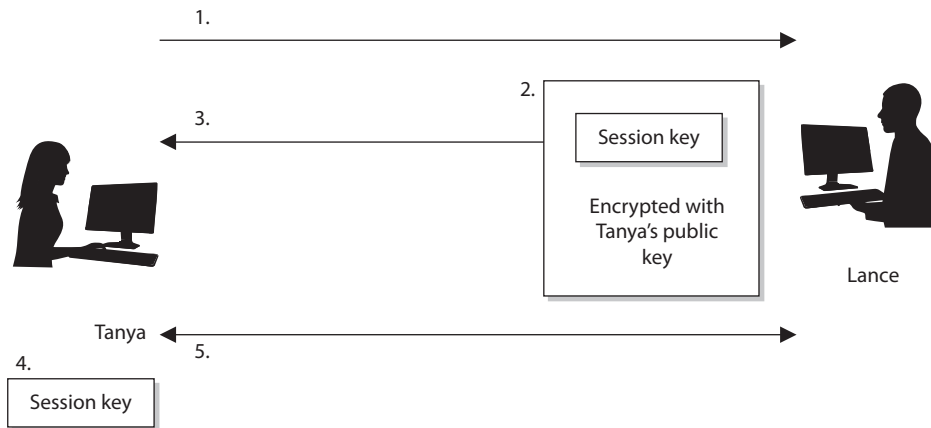 1.
2.
3.
Session key
Encrypted with
Tanya's public
key
Lance
Tanya
5.
4.
Session key